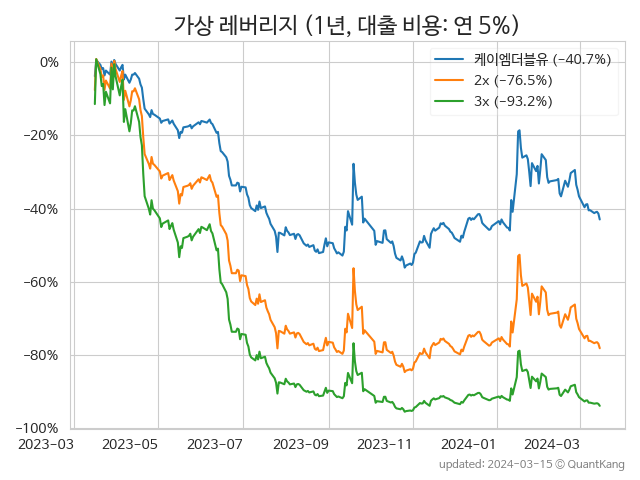 가상 레버리지 (1년, 대출 비용: 연 5%)
케이엠더블유 (−40.7%)
2x (−76.5%)
3x (−93.2%)
0%
−20%
−40%
−60%
−80%
−100%
2023-03 2023-05 2023-07 2023-09 2023-11 2024-01 2024-03
updated: 2024-03-15 © QuantKang